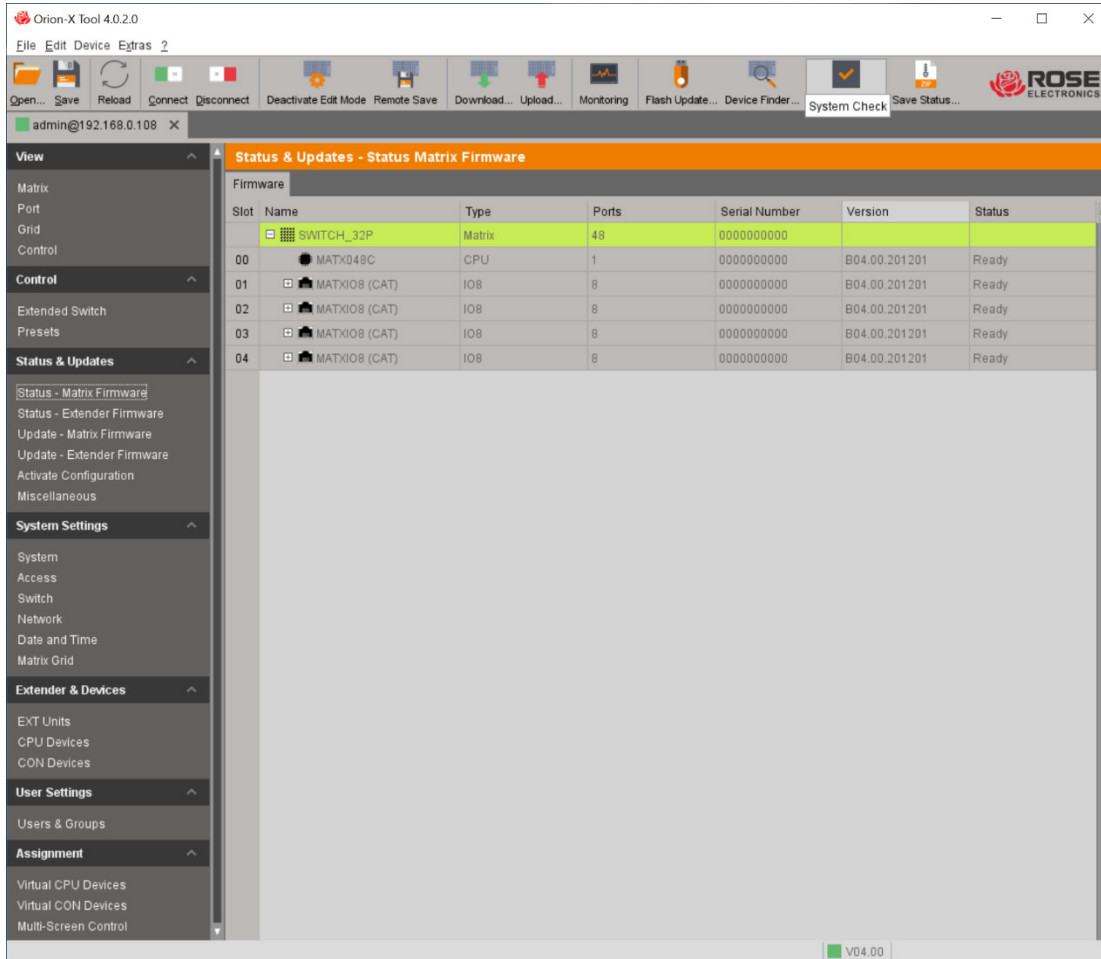 Orion-X Tool 4.0.2.0
File Edit Device Extras ?
Open... Save Reload Connect Disconnect Deactivate Edit Mode Remote Save Download... Upload... Monitoring Flash Update... Device Finder... System Check Save Status...
ZIP
ROSE
ELECTRONICS
admin@192.168.0.108
View
Matrix
Port
Grid
Control
Control
Extended Switch
Presets
Status & Updates
Status - Matrix Firmware
Status - Extender Firmware
Update - Matrix Firmware
Update - Extender Firmware
Activate Configuration
Miscellaneous
System Settings
System
Access
Switch
Network
Date and Time
Matrix Grid
Extender & Devices
EXT Units
CPU Devices
CON Devices
User Settings
Users & Groups
Assignment
Virtual CPU Devices
Virtual CON Devices
Multi-Screen Control
Status & Updates - Status Matrix Firmware
Firmware
Slot Name Type Ports Serial Number Version Status
SWITCH_32P Matrix 48 0000000000
00 MATX048C CPU 1 0000000000 B04.00.201201 Ready
01 MATXIO8 (CAT) IO8 8 0000000000 B04.00.201201 Ready
02 MATXIO8 (CAT) IO8 8 0000000000 B04.00.201201 Ready
03 MATXIO8 (CAT) IO8 8 0000000000 B04.00.201201 Ready
04 MATXIO8 (CAT) IO8 8 0000000000 B04.00.201201 Ready
V04.00